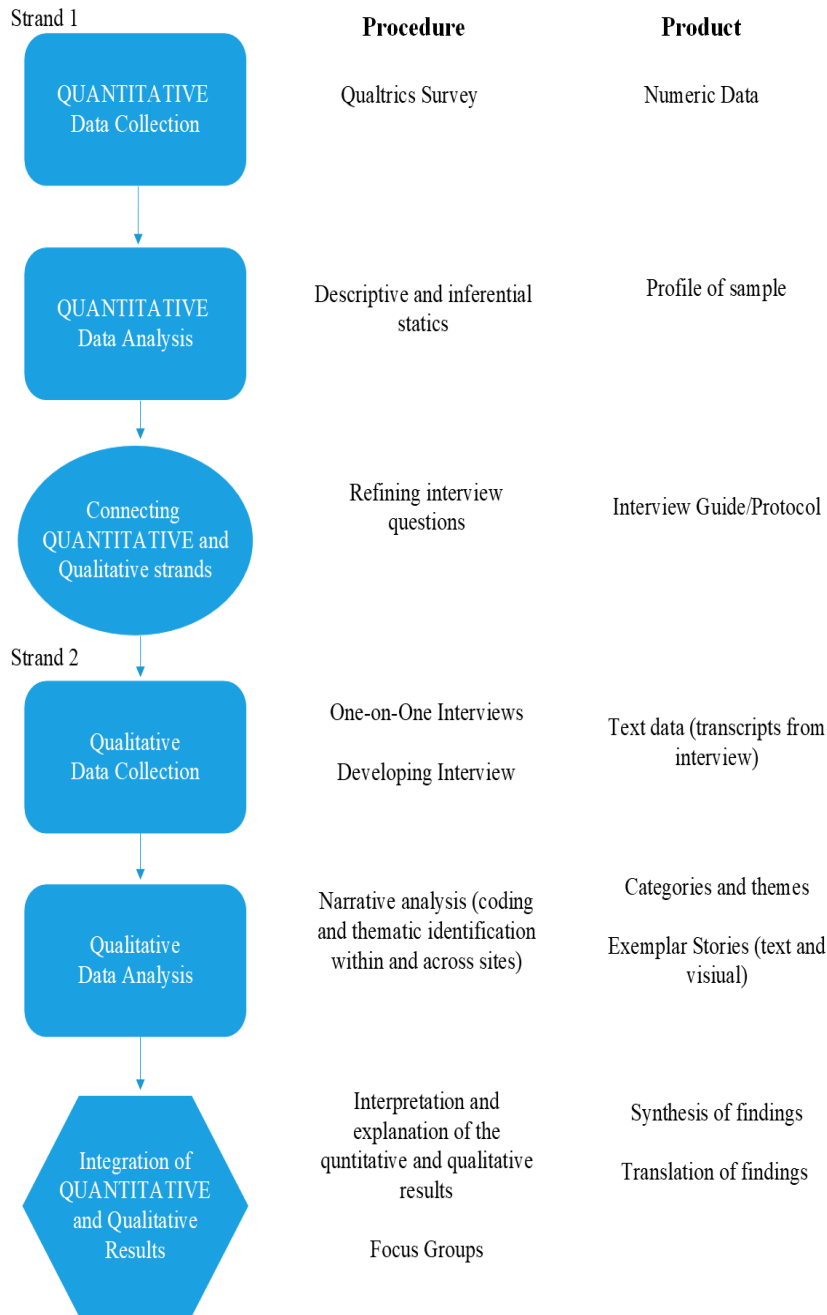 Strand 1
Procedure
Product
QUANTITATIVE
Data Collection
Qualtrics Survey
Numeric Data
QUANTITATIVE
Data Analysis
Descriptive and inferential
statics
Profile of sample
Connecting
QUANTITATIVE and
Qualitative strands
Refining interview
questions
Interview Guide/Protocol
Strand 2
Qualitative
Data Collection
One-on-One Interviews
Developing Interview
Text data (transcripts from
interview)
Qualitative
Data Analysis
Narrative analysis (coding
and thematic identification
within and across sites)
Categories and themes
Exemplar Stories (text and
visiual)
Integration of
QUANTITATIVE
and Qualitative
Results
Interpretation and
explanation of the
quntitative and qualitative
results
Focus Groups
Synthesis of findings
Translation of findings